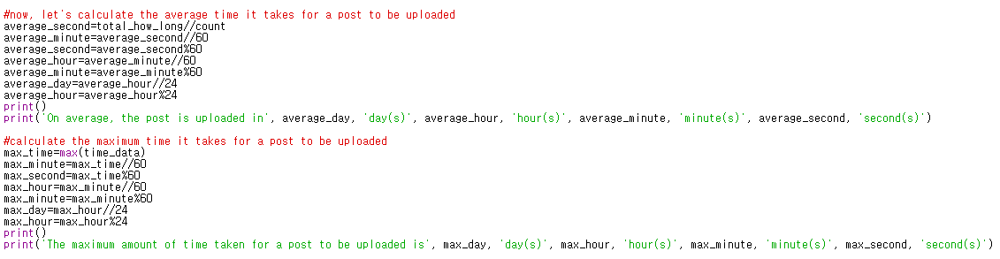 #now, let's calculate the average time it takes for a post to be uploaded
average_second=total_how_long//count
average_minute=average_second//60
average_second=average_second%60
average_hour=average_minute//60
average_minute=average_minute%60
average_day=average_hour//24
average_hour=average_hour%24
print()
print('On average, the post is uploaded in', average_day, 'day(s)', average_hour, 'hour(s)', average_minute, 'minute(s)', average_second, 'second(s)')
#calculate the maximum time it takes for a post to be uploaded
max_time=max(time_data)
max_minute=max_time//60
max_second=max_time%60
max_hour=max_minute//60
max_minute=max_minute%60
max_day=max_hour//24
max_hour=max_hour%24
print()
print('The maximum amount of time taken for a post to be uploaded is', max_day, 'day(s)', max_hour, 'hour(s)', max_minute, 'minute(s)', max_second, 'second(s)')